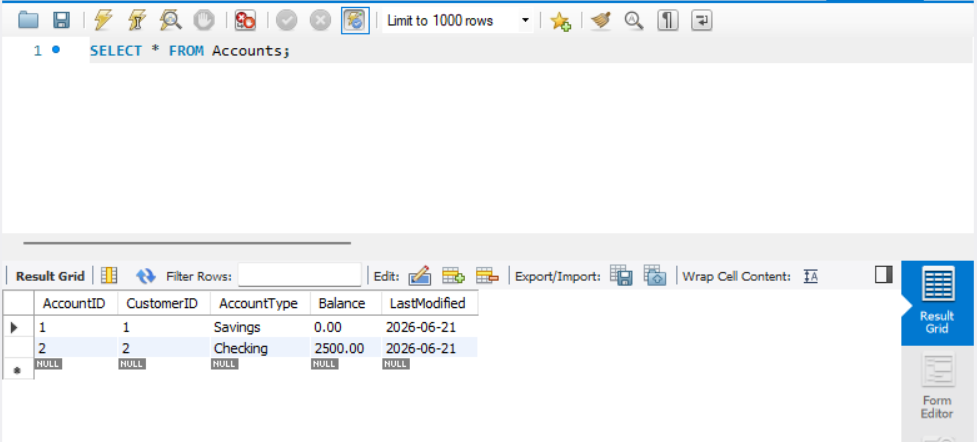 Limit to 1000 rows
1 SELECT * FROM Accounts;
Result Grid Filter Rows: Edit: Export/Import: Wrap Cell Content: IA
AccountID CustomerID AccountType Balance LastModified
1 1 Savings 0.00 2026-06-21
2 2 Checking 2500.00 2026-06-21
NULL NULL NULL NULL NULL
Result
Grid
Form
Editor